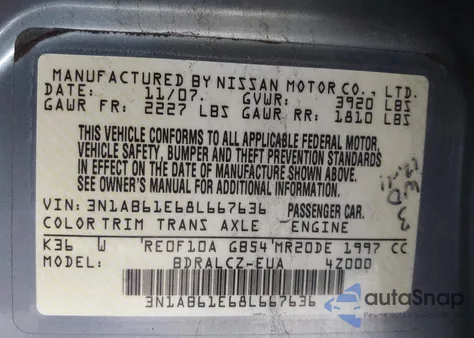 MANUFACTURED BY NISSAN MOTOR CO., LTD.
DATE: 11/07. GVWR: 3920 LBS
GAWR FR: 2227 LBS GAWR RR: 1810 LBS
THIS VEHICLE CONFORMS TO ALL APPLICABLE FEDERAL MOTOR
VEHICLE SAFETY, BUMPER AND THEFT PREVENTION STANDARDS
IN EFFECT ON THE DATE OF MANUFACTURE SHOWN ABOVE.
SEE OWNER'S MANUAL FOR ADDITIONAL INFORMATION.
VIN: 3N1AB61E68L667636 PASSENGER CAR.
COLOR TRIM TRANS AXLE ENGINE
K36 W RE0F10A GB54 MR20DE 1997 CC
MODEL: BDRALCZ-EUA 4Z000
3N1AB61E68L667636
autoSnap